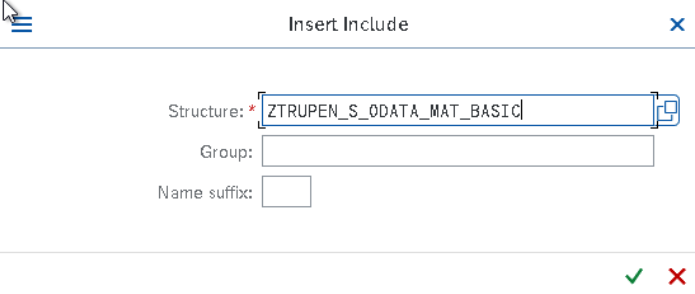 Insert Include
Structure: * ZTRUPEN_S_ODATA_MAT_BASIC
Group:
Name suffix: